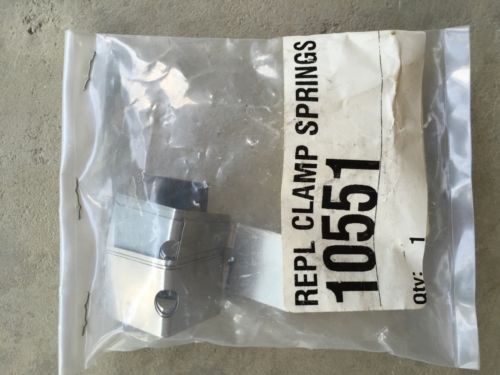 REPL CLAMP SPRINGS
10551
Qty: 1